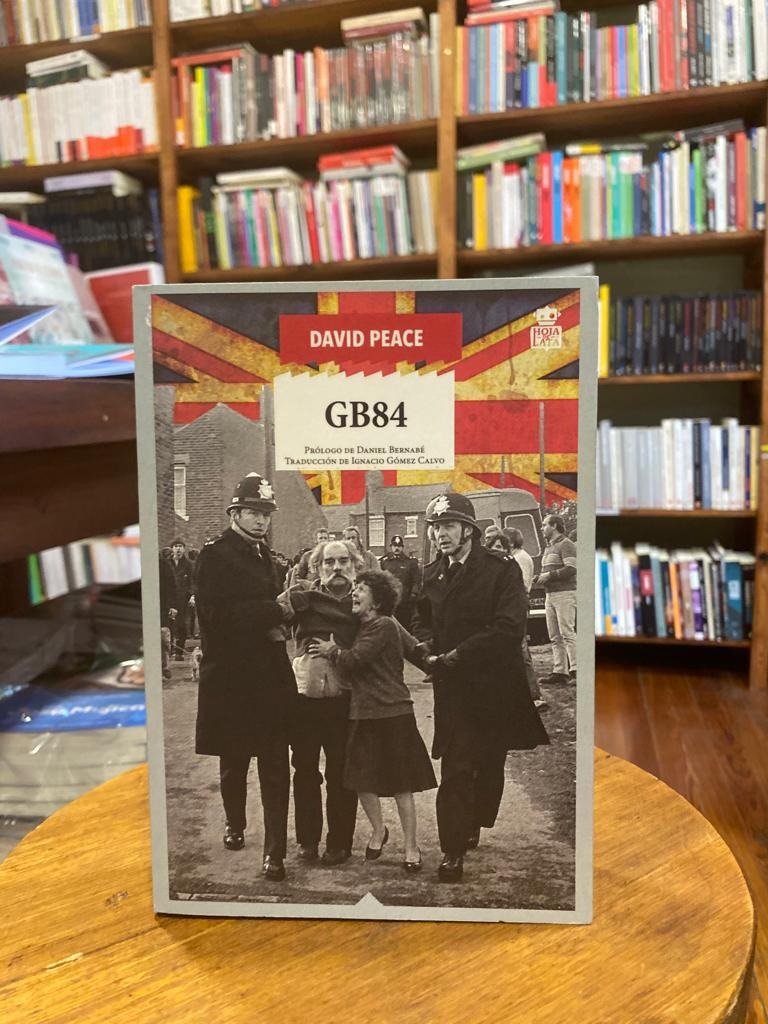 DAVID PEACE
HOJA
DE
LATA
GB84
PRÓLOGO DE DANIEL BERNABÉ
TRADUCCIÓN DE IGNACIO GÓMEZ CALVO